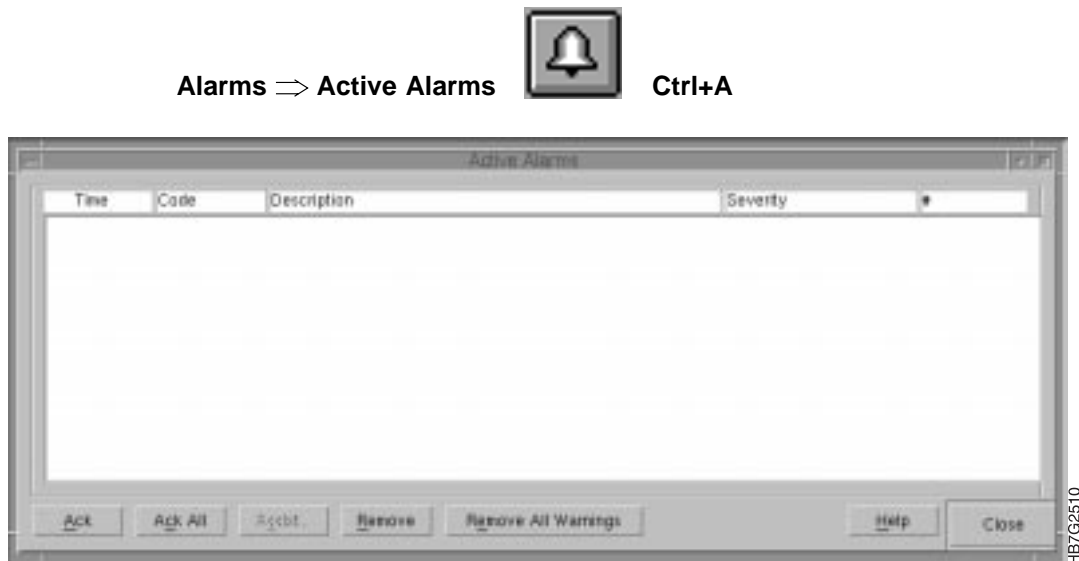 Alarms ⇒ Active Alarms Ctrl+A
Active Alarms
Time Code Description Severity #
Ack Ack All Remove Remove All Warnings Help Close
HB7G2510